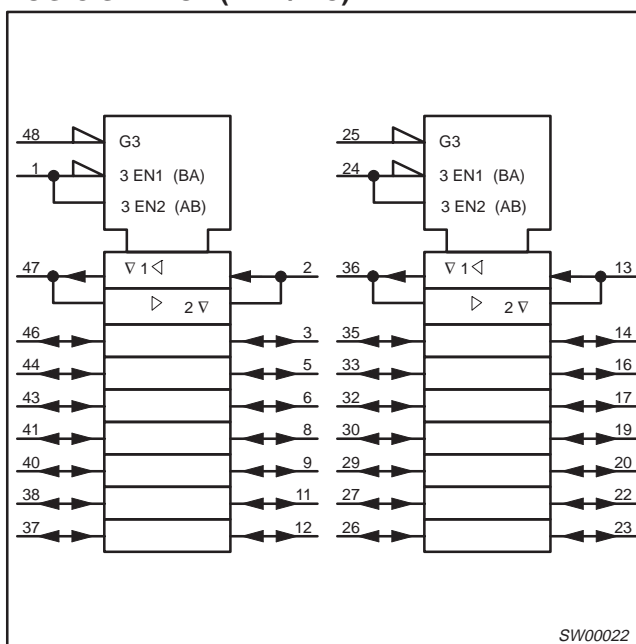 48 G3 25 G3
1 3 EN1 (BA) 24 3 EN1 (BA)
3 EN2 (AB) 3 EN2 (AB)
47 ∇ 1 ◁ 2 36 ∇ 1 ◁ 13
▷ 2 ∇ ▷ 2 ∇
46 3 35 14
44 5 33 16
43 6 32 17
41 8 30 19
40 9 29 20
38 11 27 22
37 12 26 23
SW00022